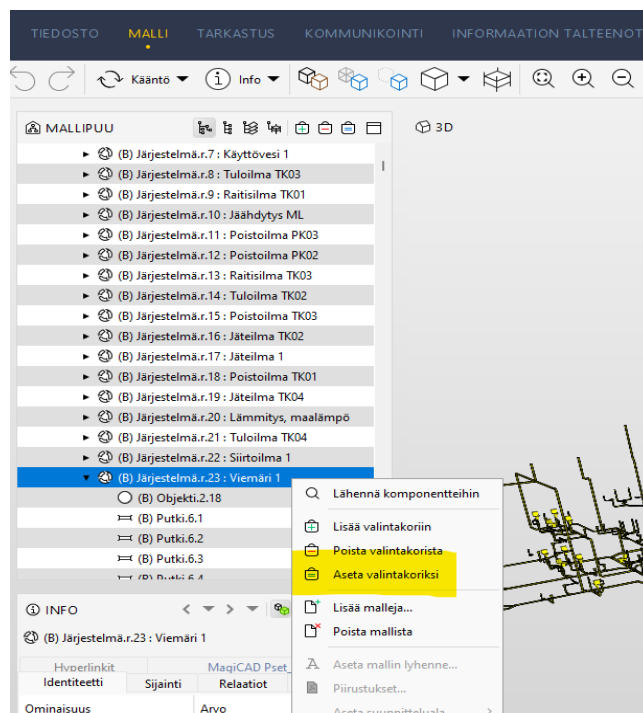 TIEDOSTO MALLI TARKASTUS KOMMUNIKOINTI INFORMAATION TALTEENOT
Kääntö Info
MALLIPUU
3D
(B) Järjestelmä.r.7 : Käyttövesi 1
(B) Järjestelmä.r.8 : Tuloilma TK03
(B) Järjestelmä.r.9 : Raitisilma TK01
(B) Järjestelmä.r.10 : Jäähdytys ML
(B) Järjestelmä.r.11 : Poistoilma PK03
(B) Järjestelmä.r.12 : Poistoilma PK02
(B) Järjestelmä.r.13 : Raitisilma TK03
(B) Järjestelmä.r.14 : Tuloilma TK02
(B) Järjestelmä.r.15 : Poistoilma TK03
(B) Järjestelmä.r.16 : Jäteilma TK02
(B) Järjestelmä.r.17 : Jäteilma 1
(B) Järjestelmä.r.18 : Poistoilma TK01
(B) Järjestelmä.r.19 : Jäteilma TK04
(B) Järjestelmä.r.20 : Lämmitys, maalämpö
(B) Järjestelmä.r.21 : Tuloilma TK04
(B) Järjestelmä.r.22 : Siirtoilma 1
(B) Järjestelmä.r.23 : Viemäri 1
(B) Objekti.2.18
(B) Putki.6.1
(B) Putki.6.2
(B) Putki.6.3
(B) Putki.6.4
Lähennä komponentteihin
Lisää valintakoriin
Poista valintakorista
Aseta valintakoriksi
Lisää malleja...
Poista mallista
Aseta mallin lyhenne...
Piirustukset...
Aseta suunnitteluala
INFO
(B) Järjestelmä.r.23 : Viemäri 1
Hyperlinkit MagiCAD Pset_
Identiteetti Sijainti Relaatiot
Ominaisuus Arvo